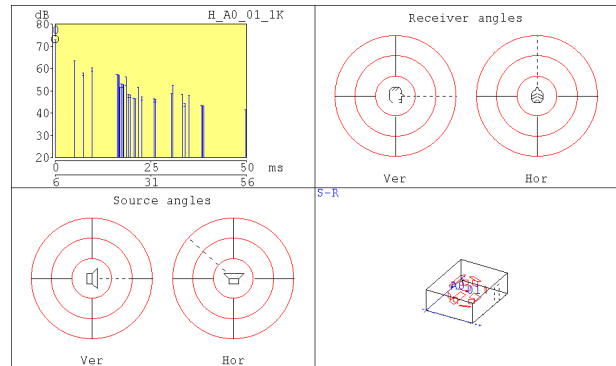 dB H_A0_01_1K
80
70
60
50
40
30
20
0 25 50 ms
6 31 56
Receiver angles
Ver Hor
Source angles
Ver Hor
S-R